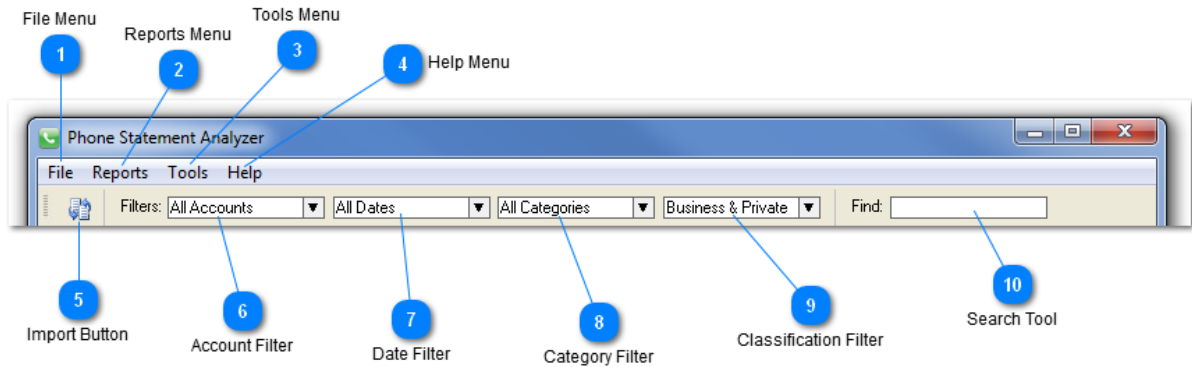 File Menu
Tools Menu
Reports Menu
1
3
2
4 Help Menu
Phone Statement Analyzer
File Reports Tools Help
Filters: All Accounts All Dates All Categories Business & Private Find:
5
6
7
8
9
10
Import Button
Account Filter
Date Filter
Category Filter
Classification Filter
Search Tool